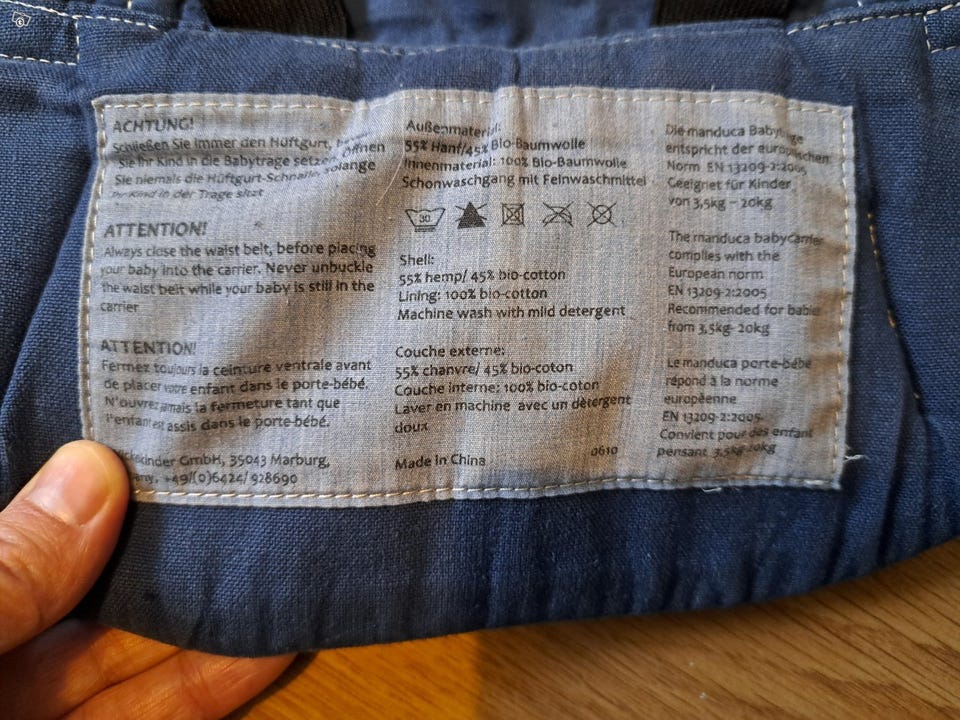 ACHTUNG!
Schließen Sie immer den Hüftgurt,
Sie Ihr Kind in die Babytrage setzen. Öffnen
Sie niemals die Hüftgurt-Schnalle solange
Ihr Kind in der Trage sitzt
ATTENTION!
Always close the waist belt, before placing
your baby into the carrier. Never unbuckle
the waist belt while your baby is still in the
carrier
ATTENTION!
Fermez toujours la ceinture ventrale avant
de placer votre enfant dans le porte-bébé.
N'ouvrez jamais la fermeture tant que
l'enfant est assis dans le porte-bébé.
GmbH, 35043 Marburg,
+49/(0)6424/928690
Außenmaterial:
55% Hanf/45% Bio-Baumwolle
Innenmaterial: 100% Bio-Baumwolle
Schonwaschgang mit Feinwaschmittel
30
Shell:
55% hemp/ 45% bio-cotton
Lining: 100% bio-cotton
Machine wash with mild detergent
Couche externe:
55% chanvre/ 45% bio-coton
Couche interne: 100% bio-coton
Laver en machine avec un détergent
doux
Made in China
0610
Die manduca Babytrage
entspricht der europäischen
Norm EN 13209-2:2005
Geeignet für Kinder
von 3,5kg – 20kg
The manduca babycarrier
complies with the
European norm
EN 13209-2:2005
Recommended for babies
from 3,5kg- 20kg
Le manduca porte-bébé
répond à la norme
européenne
EN 13209-2:2005.
Convient pour des enfant
pensant 3,5kg-20kg